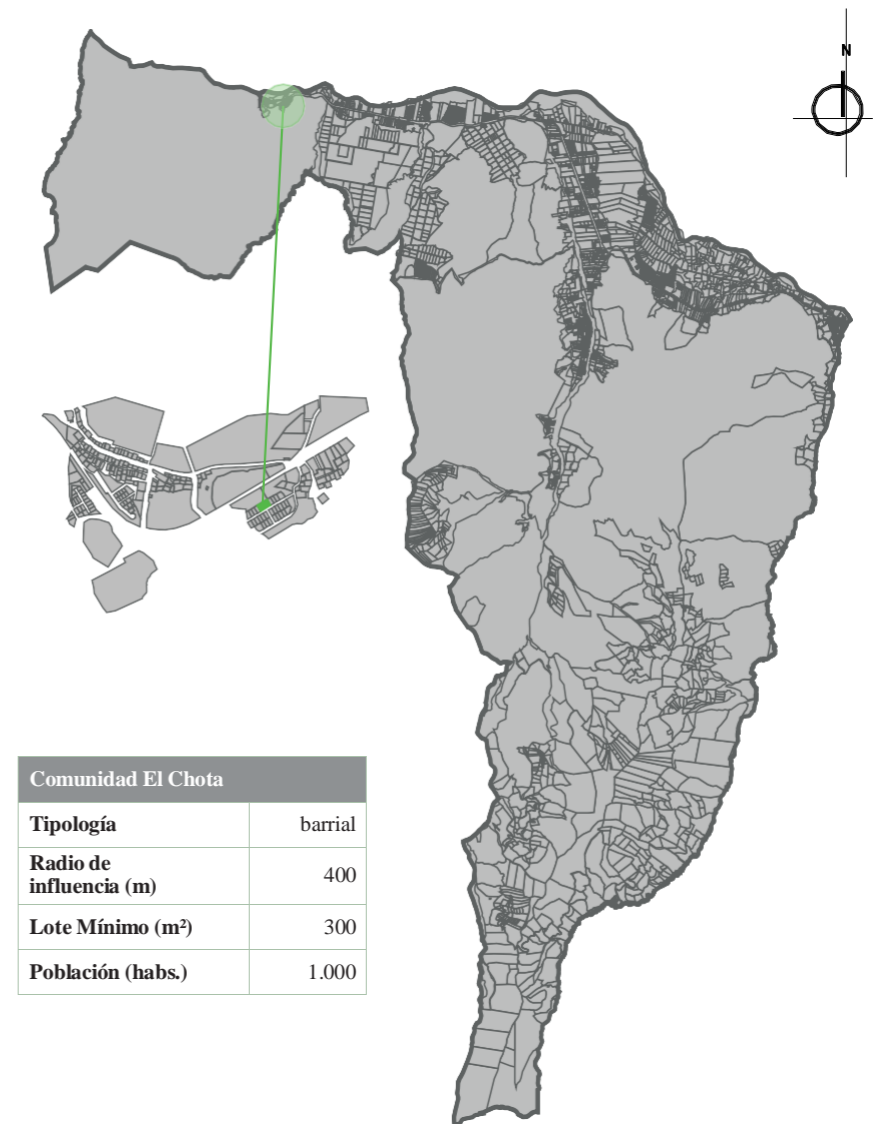 N
Comunidad El Chota
Tipología barrial
Radio de
influencia (m) 400
Lote Mínimo (m²) 300
Población (habs.) 1.000